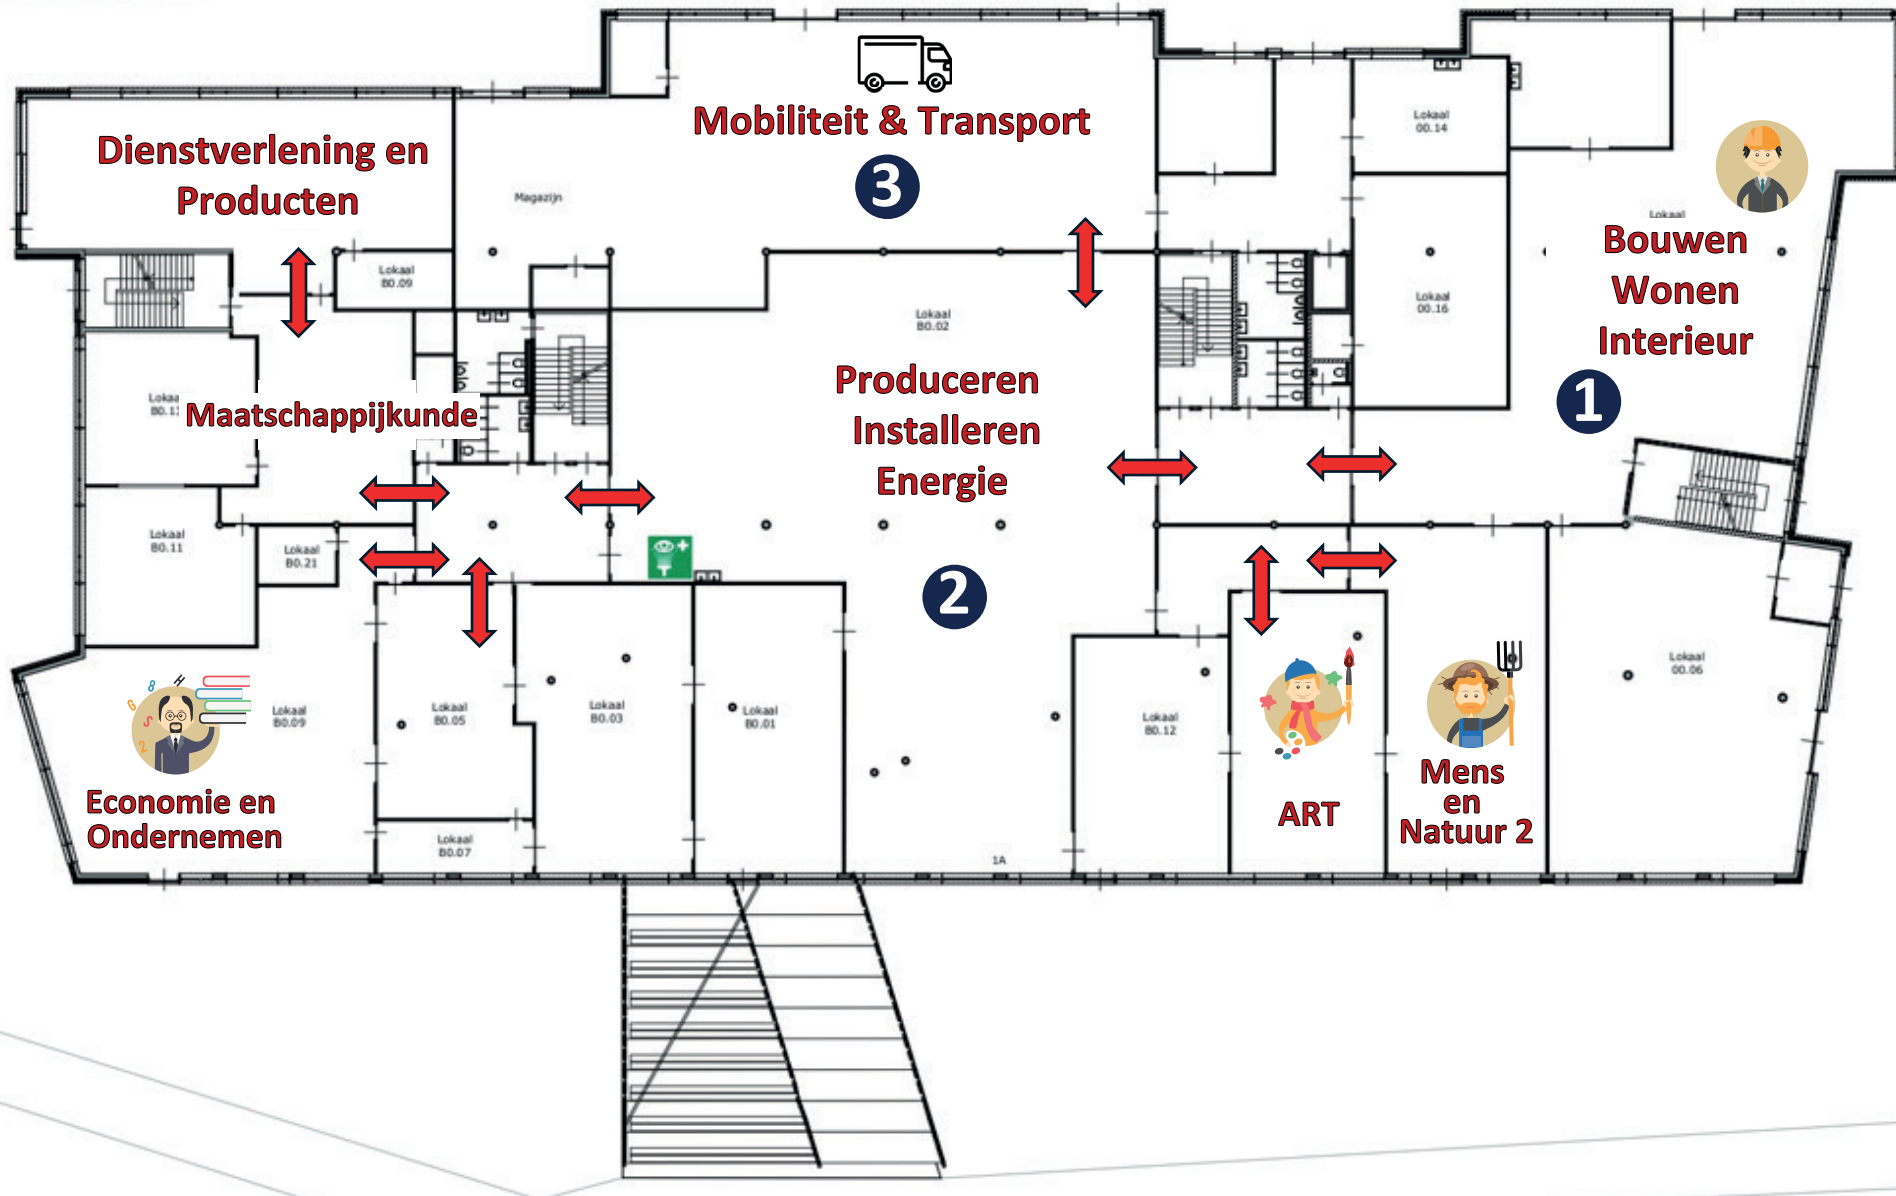 Mobiliteit & Transport
3
Dienstverlening en
Producten
Magazijn
Lokaal
00.14
Lokaal
Bouwen
Wonen
Interieur
1
Lokaal
B0.09
Lokaal
00.16
Lokaal
B0.02
Produceren
Installeren
Energie
2
Maatschappijkunde
Lokaal
B0.11
Lokaal
B0.21
Lokaal
B0.09
Economie en
Ondernemen
Lokaal
B0.05
Lokaal
B0.07
Lokaal
B0.03
Lokaal
B0.01
1A
Lokaal
B0.12
ART
Mens
en
Natuur 2
Lokaal
00.06